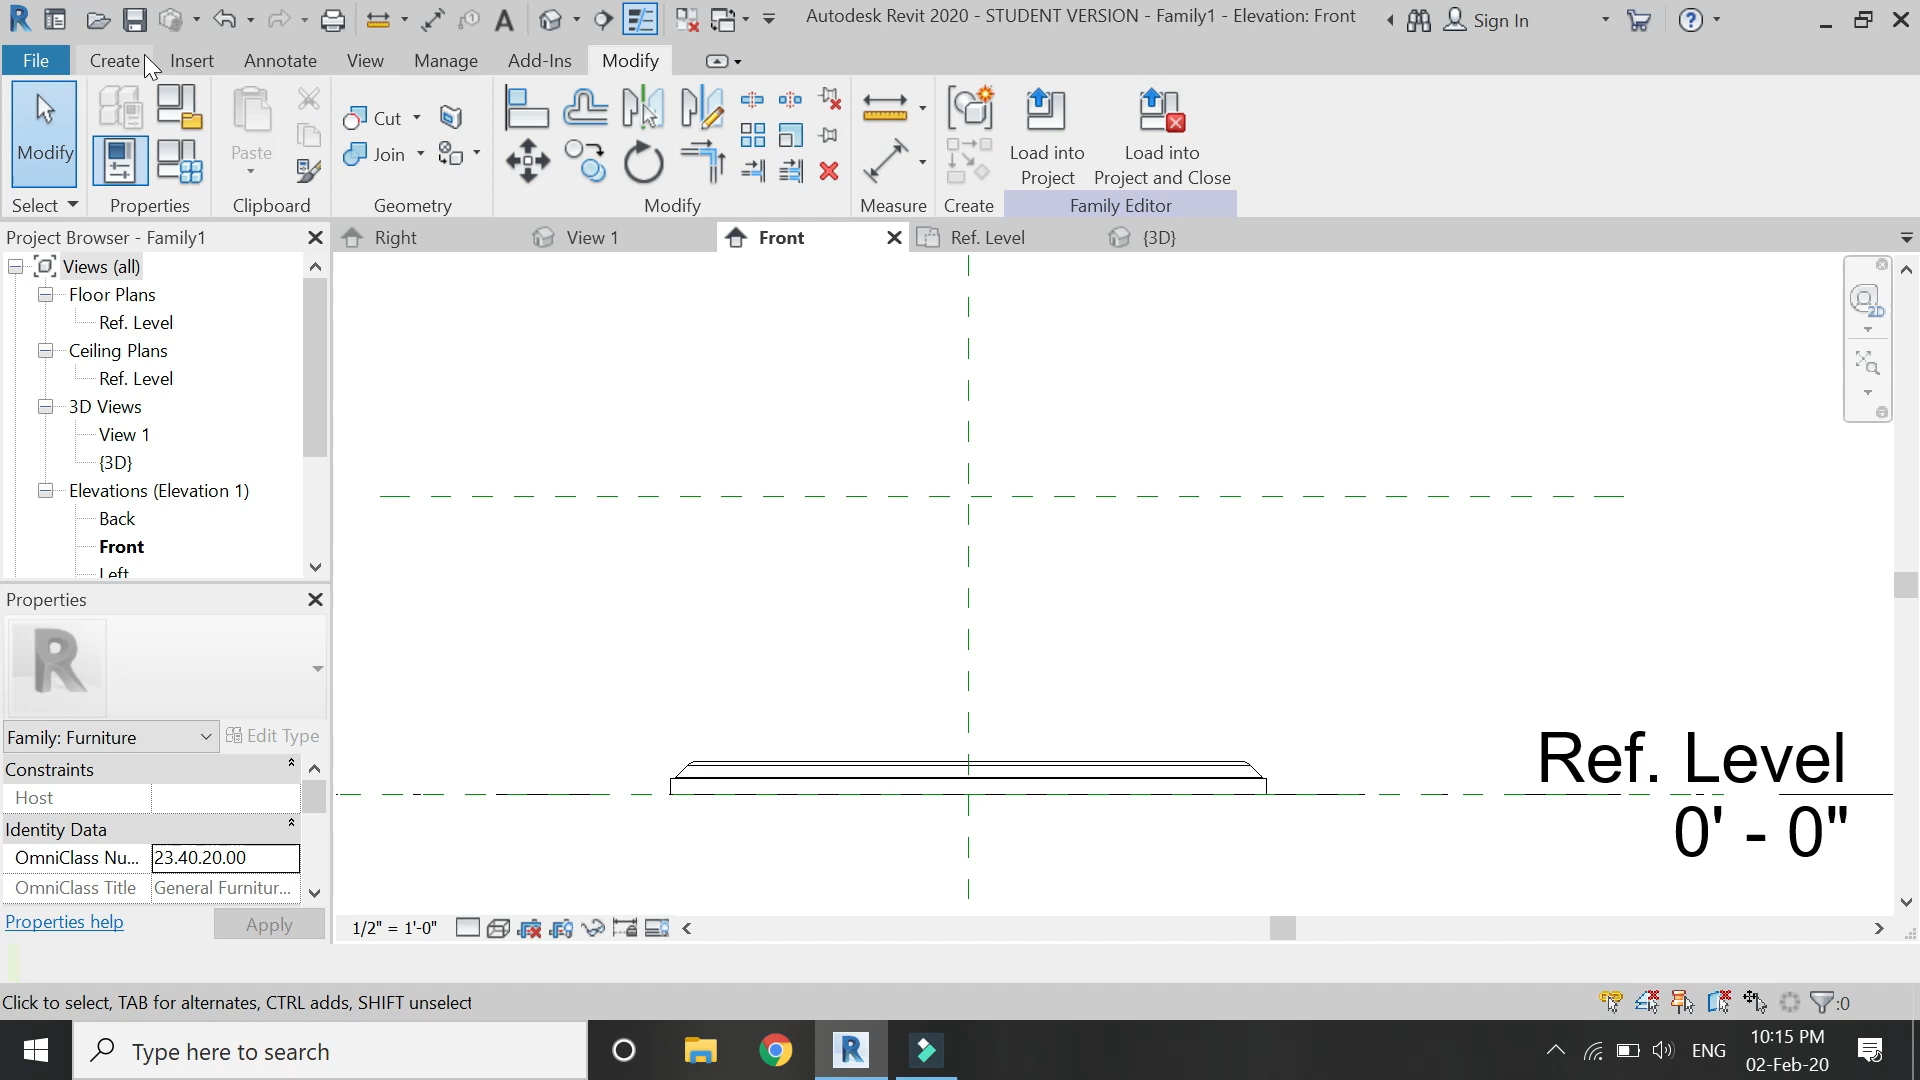 Autodesk Revit 2020 - STUDENT VERSION - Family1 - Elevation: Front
Sign In
File
Create
Insert
Annotate
View
Manage
Add-Ins
Modify
Modify
Paste
Cut
Join
Load into
Project
Load into
Project and Close
Select
Properties
Clipboard
Geometry
Modify
Measure
Create
Family Editor
Project Browser - Family1
Right
View 1
Front
Ref. Level
{3D}
Views (all)
Floor Plans
Ref. Level
Ceiling Plans
Ref. Level
3D Views
View 1
{3D}
Elevations (Elevation 1)
Back
Front
Left
Properties
R
Family: Furniture
Edit Type
Constraints
Host
Identity Data
OmniClass Nu... 23.40.20.00
OmniClass Title General Furnitur...
Properties help
Apply
Ref. Level
0' - 0"
2D
1/2" = 1'-0"
Click to select, TAB for alternates, CTRL adds, SHIFT unselect
:0
Type here to search
ENG
10:15 PM
02-Feb-20